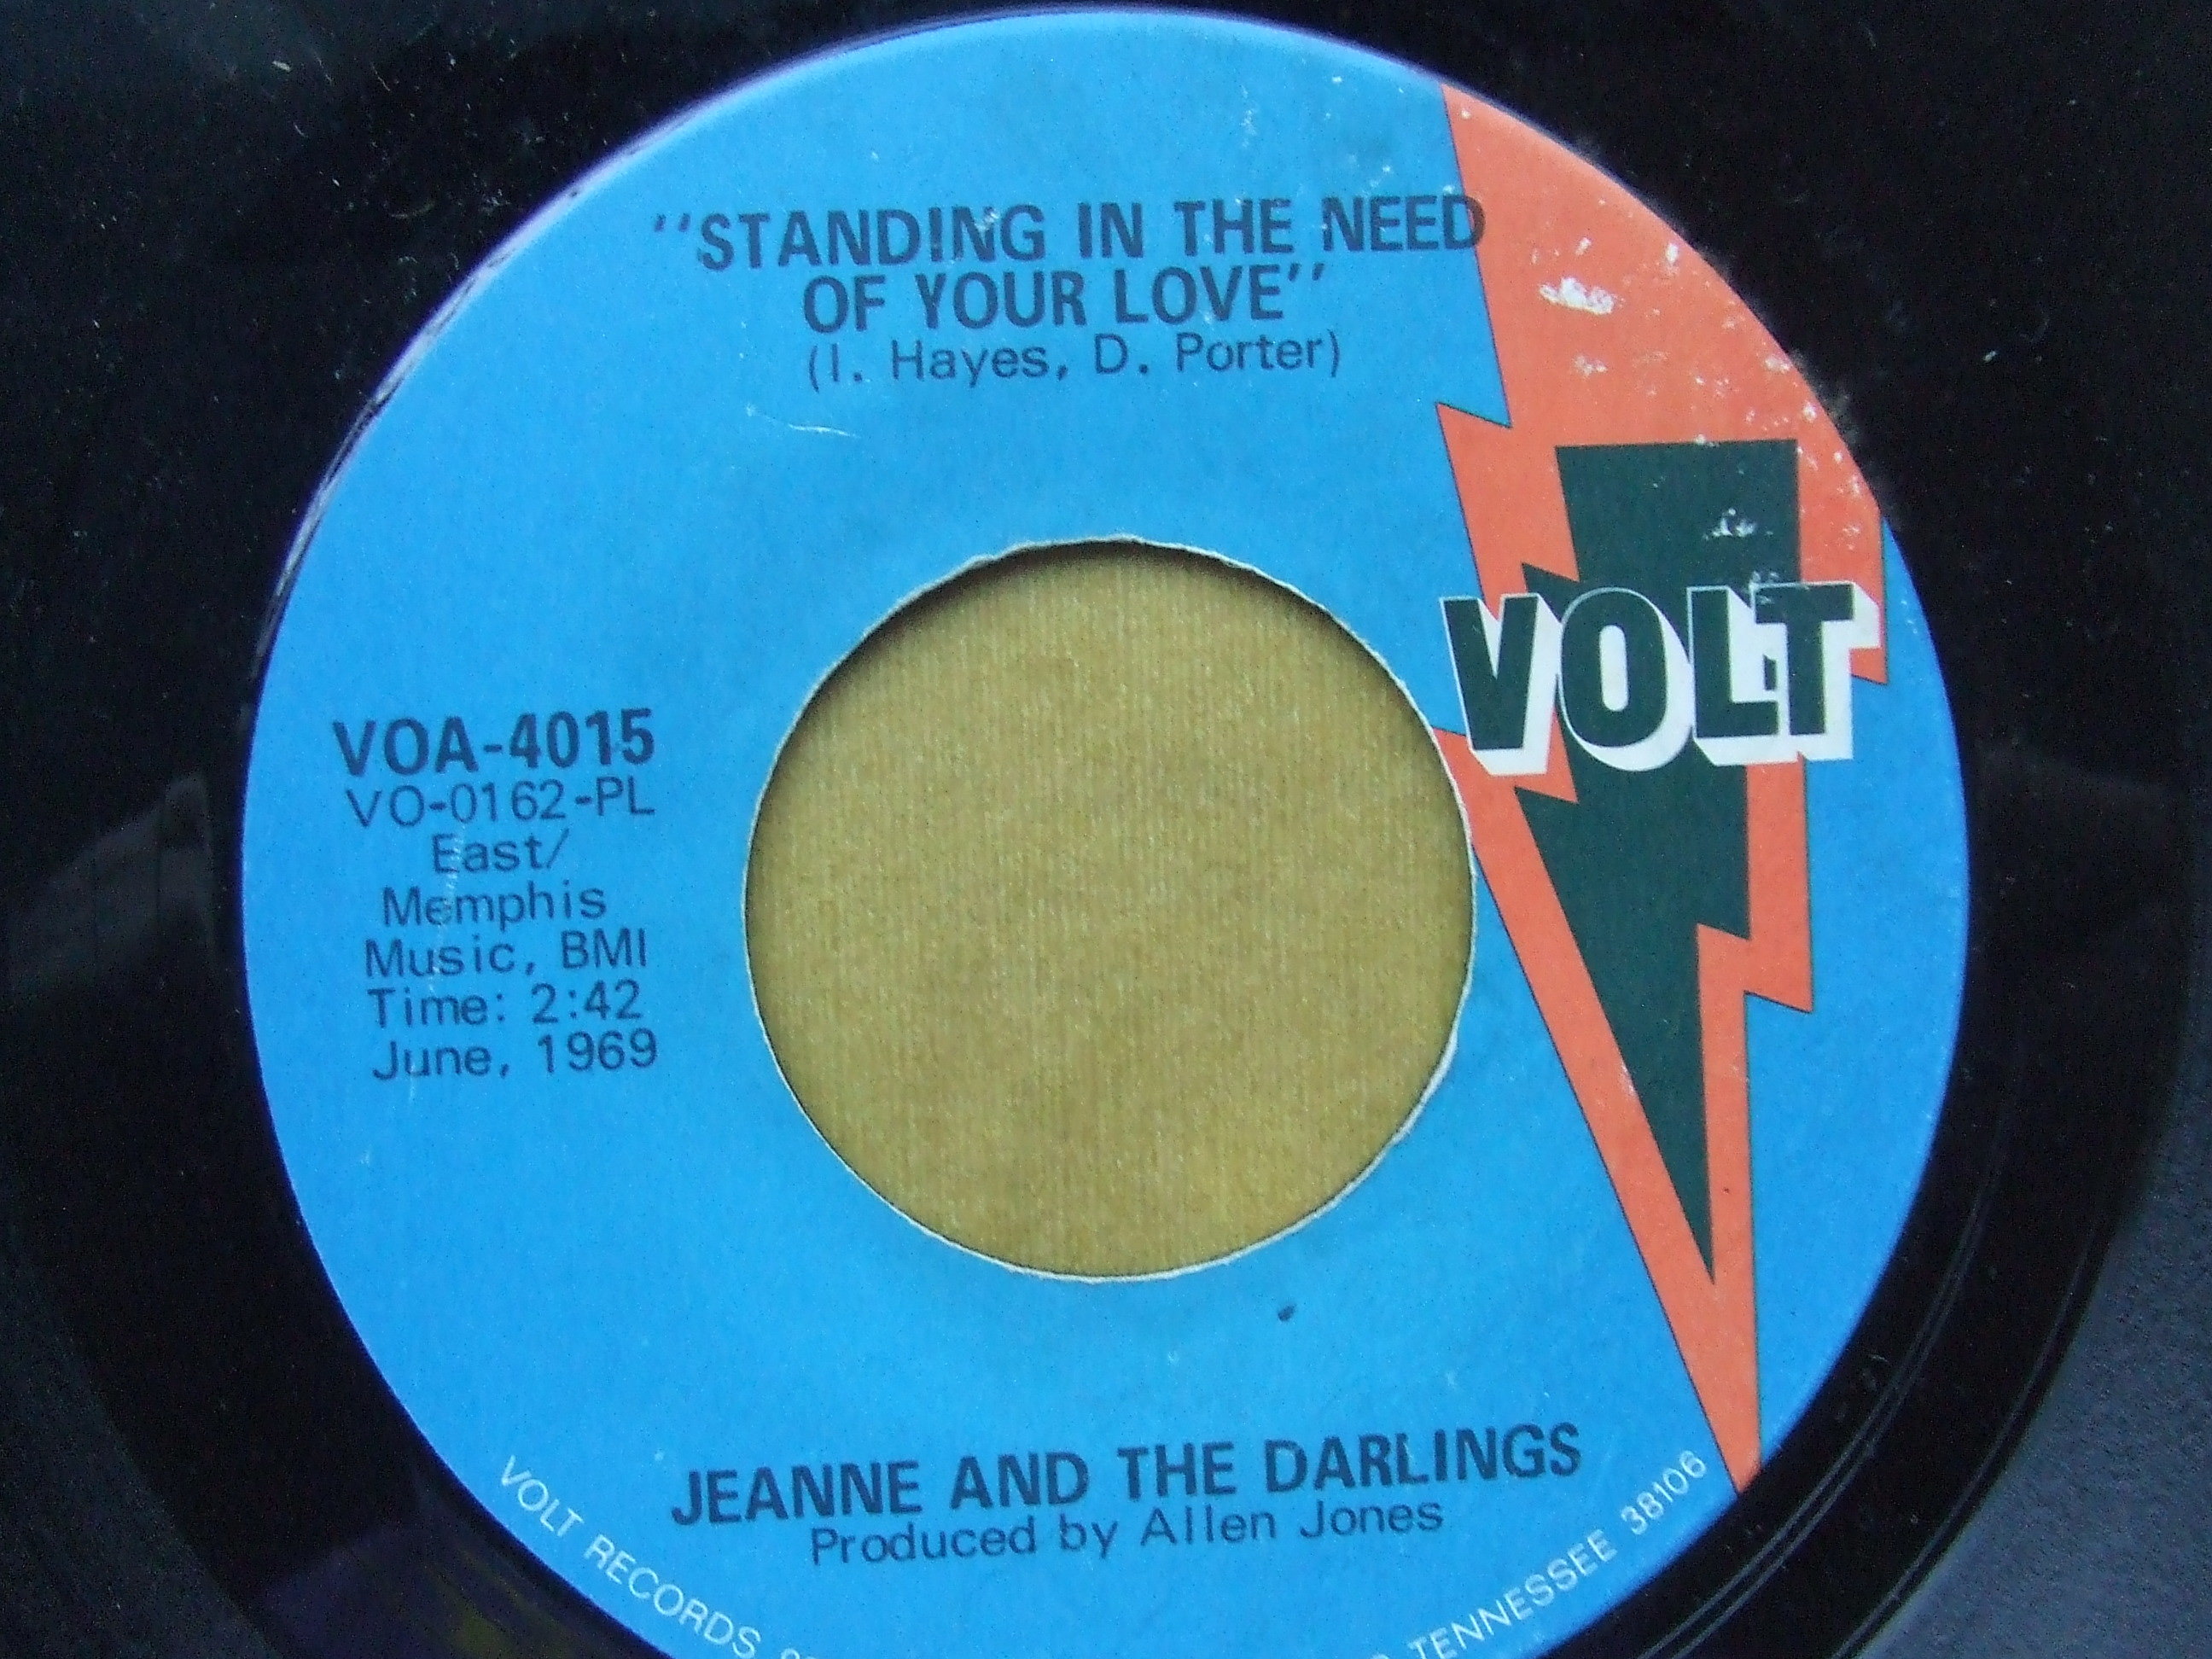 "STANDING IN THE NEED
OF YOUR LOVE"
(I. Hayes, D. Porter)
VOLT
VOA-4015
VO-0162-PL
East/
Memphis
Music, BMI
Time: 2:42
June, 1969
JEANNE AND THE DARLINGS
Produced by Allen Jones
VOLT RECORDS TENNESSEE 38106